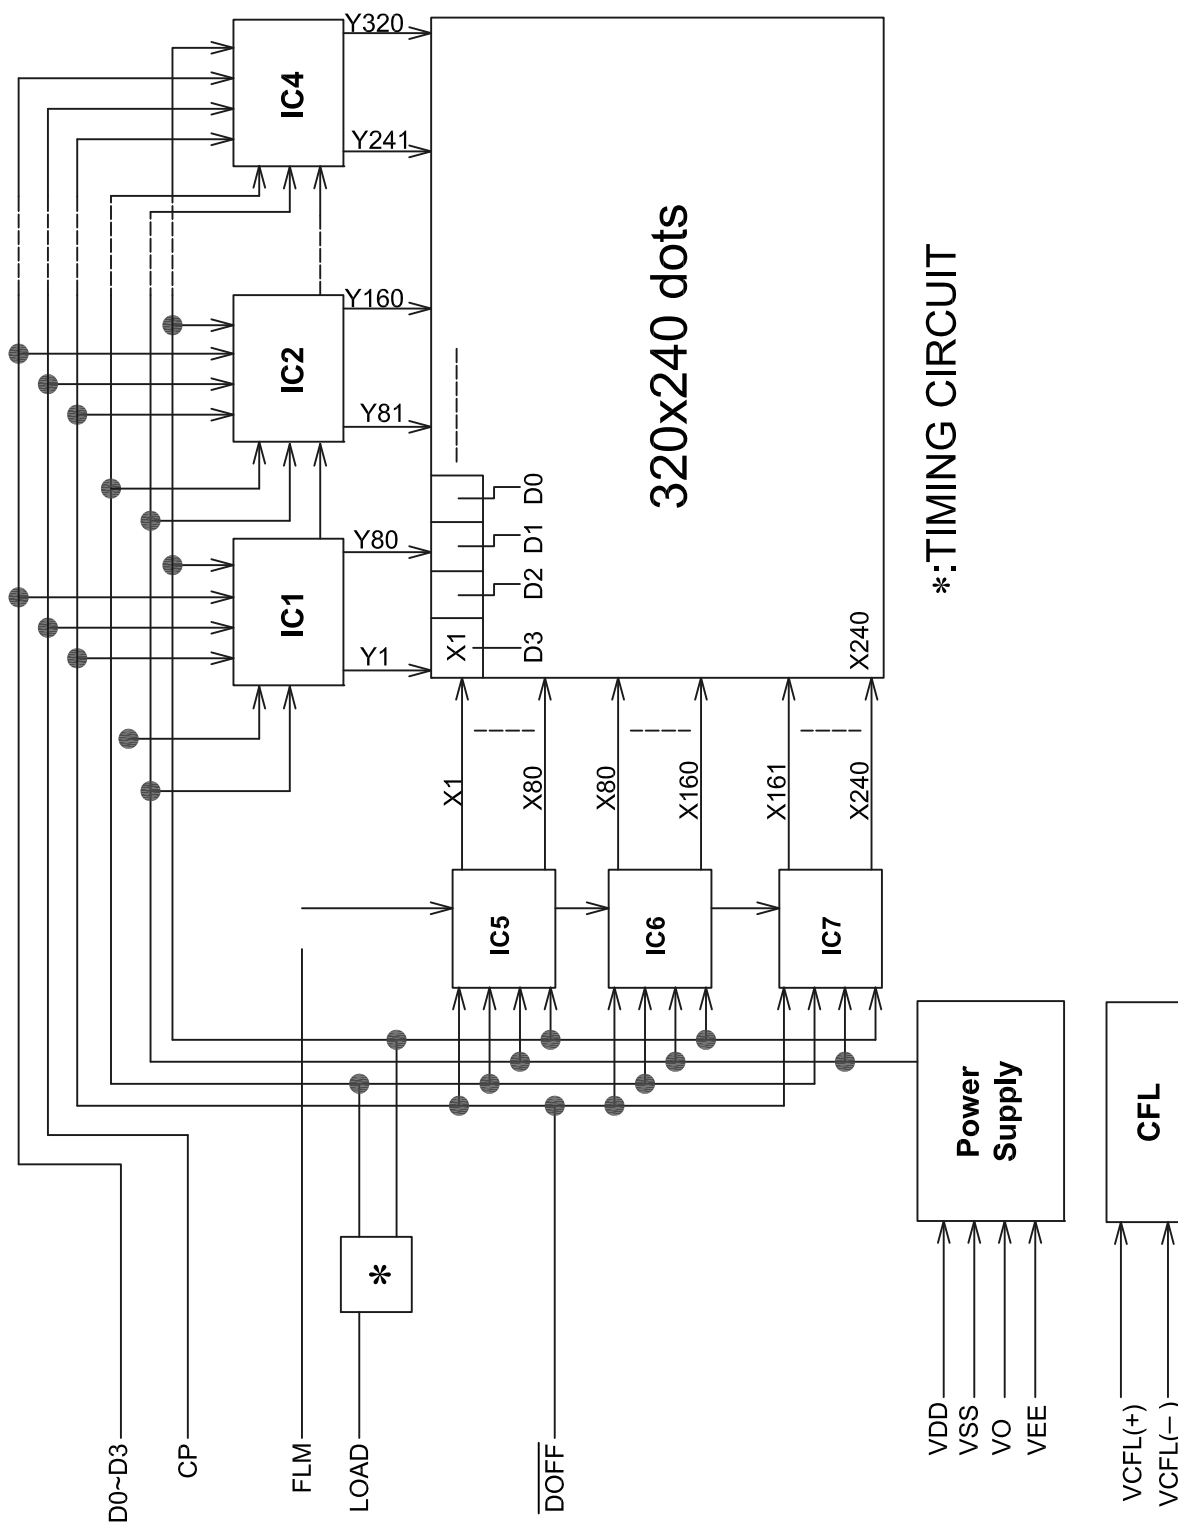 D0~D3
CP
FLM
LOAD
DOFF
VDD
VSS
VO
VEE
VCFL(+)
VCFL(−)
*
Power
Supply
CFL
IC5
IC6
IC7
X1
X80
X80
X160
X161
X240
IC1
IC2
IC4
Y1
Y80
Y81
Y160
Y241
Y320
X1
D3
D2
D1
D0
X240
320x240 dots
*:TIMING CIRCUIT